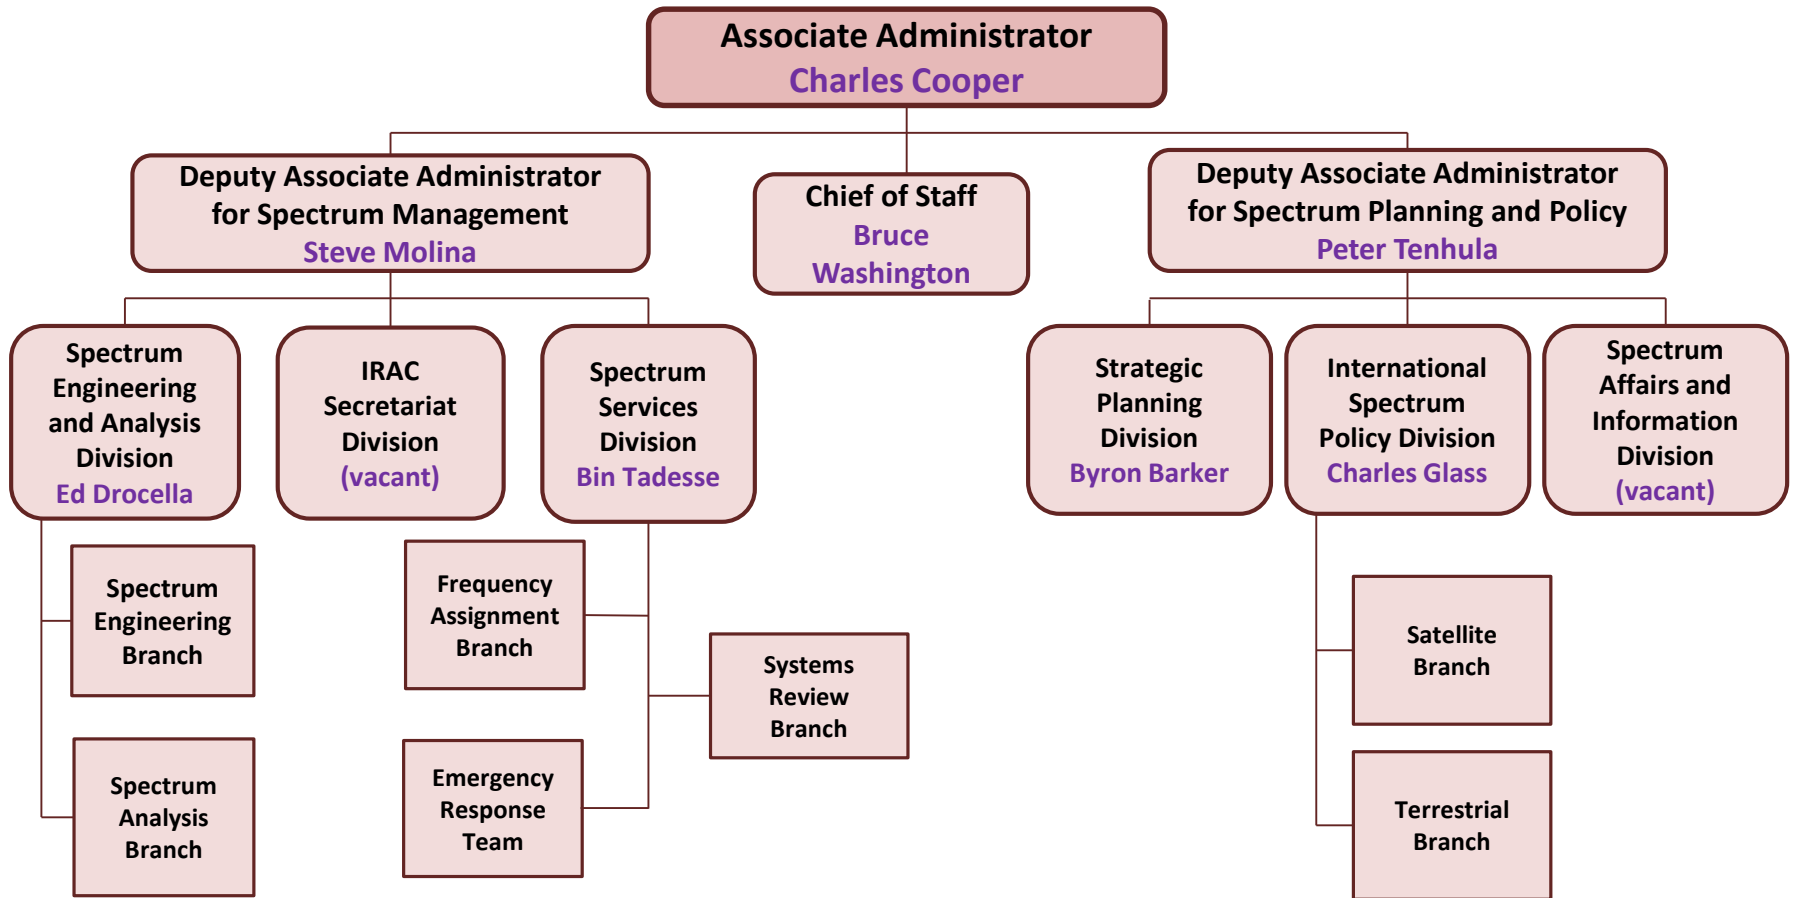 Associate Administrator
Charles Cooper
Deputy Associate Administrator
for Spectrum Management
Steve Molina
Chief of Staff
Bruce
Washington
Deputy Associate Administrator
for Spectrum Planning and Policy
Peter Tenhula
Spectrum
Engineering
and Analysis
Division
Ed Drocella
IRAC
Secretariat
Division
(vacant)
Spectrum
Services
Division
Bin Tadesse
Strategic
Planning
Division
Byron Barker
International
Spectrum
Policy Division
Charles Glass
Spectrum
Affairs and
Information
Division
(vacant)
Spectrum
Engineering
Branch
Frequency
Assignment
Branch
Systems
Review
Branch
Satellite
Branch
Spectrum
Analysis
Branch
Emergency
Response
Team
Terrestrial
Branch